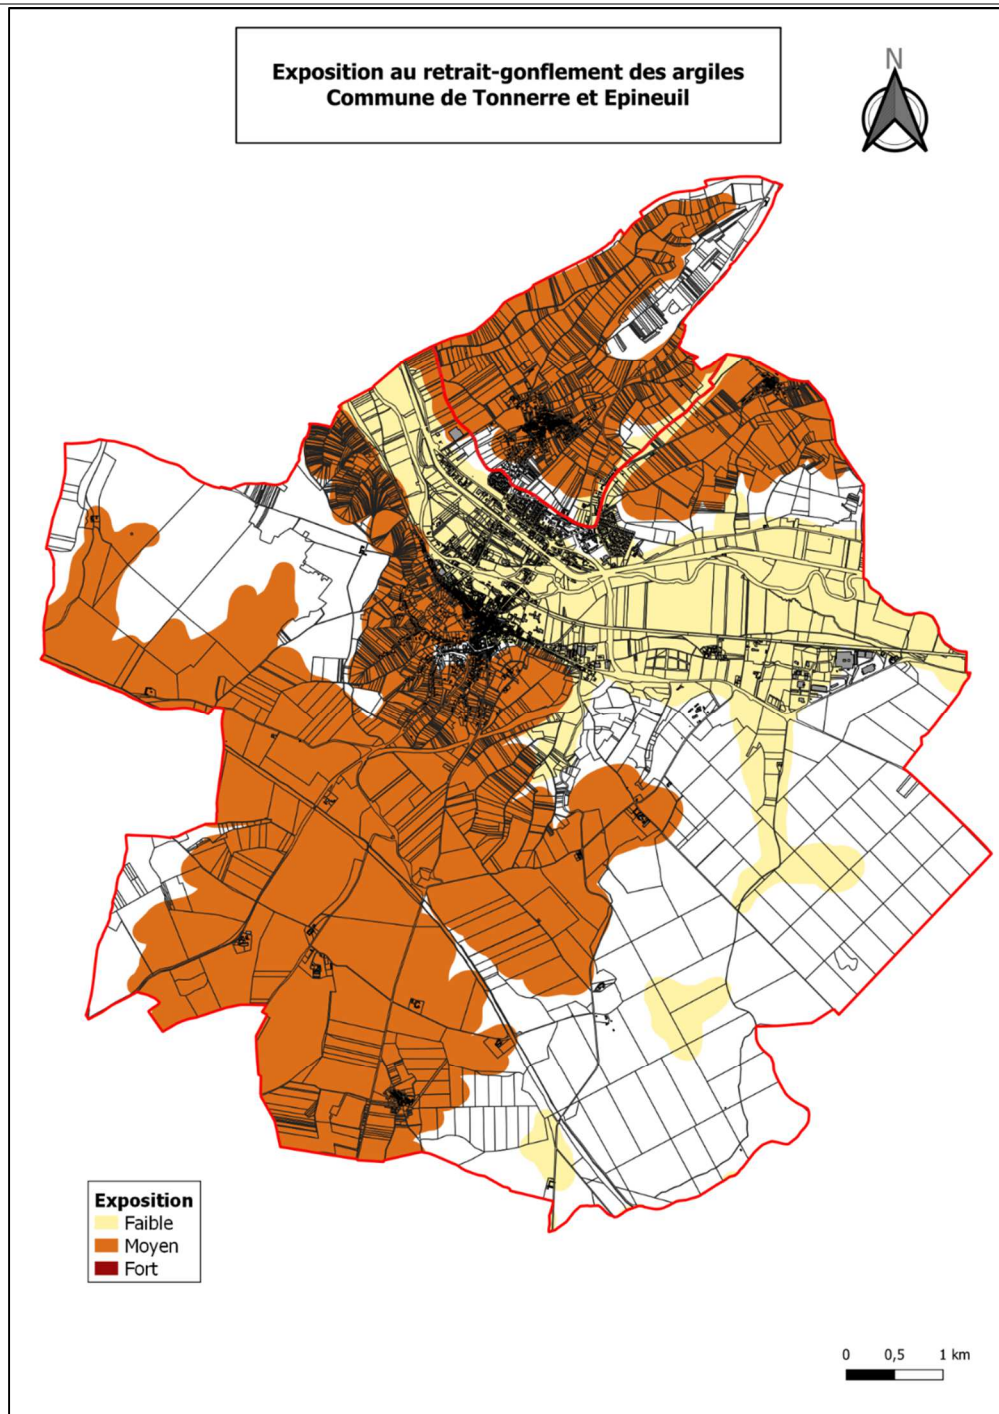 Exposition au retrait-gonflement des argiles
Commune de Tonnerre et Epineuil
N
Exposition
Faible
Moyen
Fort
0 0,5 1 km